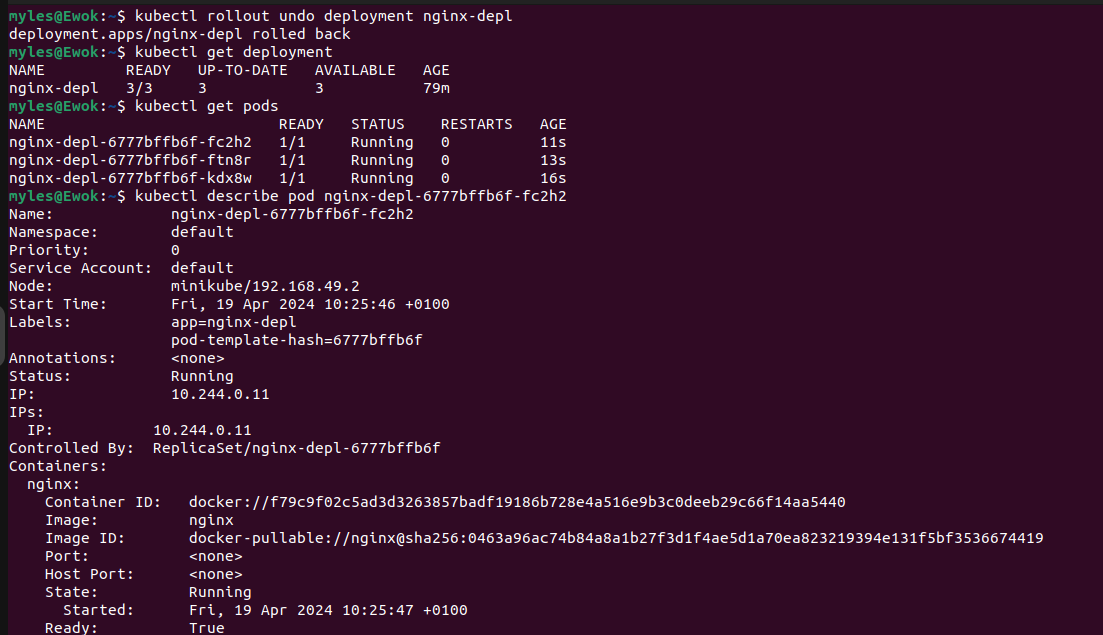 myles@Ewok:~$ kubectl rollout undo deployment nginx-depl
deployment.apps/nginx-depl rolled back
myles@Ewok:~$ kubectl get deployment
NAME         READY   UP-TO-DATE   AVAILABLE   AGE
nginx-depl   3/3     3            3           79m
myles@Ewok:~$ kubectl get pods
NAME                          READY   STATUS    RESTARTS   AGE
nginx-depl-6777bffb6f-fc2h2   1/1     Running   0          11s
nginx-depl-6777bffb6f-ftn8r   1/1     Running   0          13s
nginx-depl-6777bffb6f-kdx8w   1/1     Running   0          16s
myles@Ewok:~$ kubectl describe pod nginx-depl-6777bffb6f-fc2h2
Name:             nginx-depl-6777bffb6f-fc2h2
Namespace:        default
Priority:         0
Service Account:  default
Node:             minikube/192.168.49.2
Start Time:       Fri, 19 Apr 2024 10:25:46 +0100
Labels:           app=nginx-depl
                  pod-template-hash=6777bffb6f
Annotations:      <none>
Status:           Running
IP:               10.244.0.11
IPs:
  IP:           10.244.0.11
Controlled By:  ReplicaSet/nginx-depl-6777bffb6f
Containers:
  nginx:
    Container ID:   docker://f79c9f02c5ad3d3263857badf19186b728e4a516e9b3c0deeb29c66f14aa5440
    Image:          nginx
    Image ID:       docker-pullable://nginx@sha256:0463a96ac74b84a8a1b27f3d1f4ae5d1a70ea823219394e131f5bf3536674419
    Port:           <none>
    Host Port:      <none>
    State:          Running
      Started:      Fri, 19 Apr 2024 10:25:47 +0100
    Ready:          True